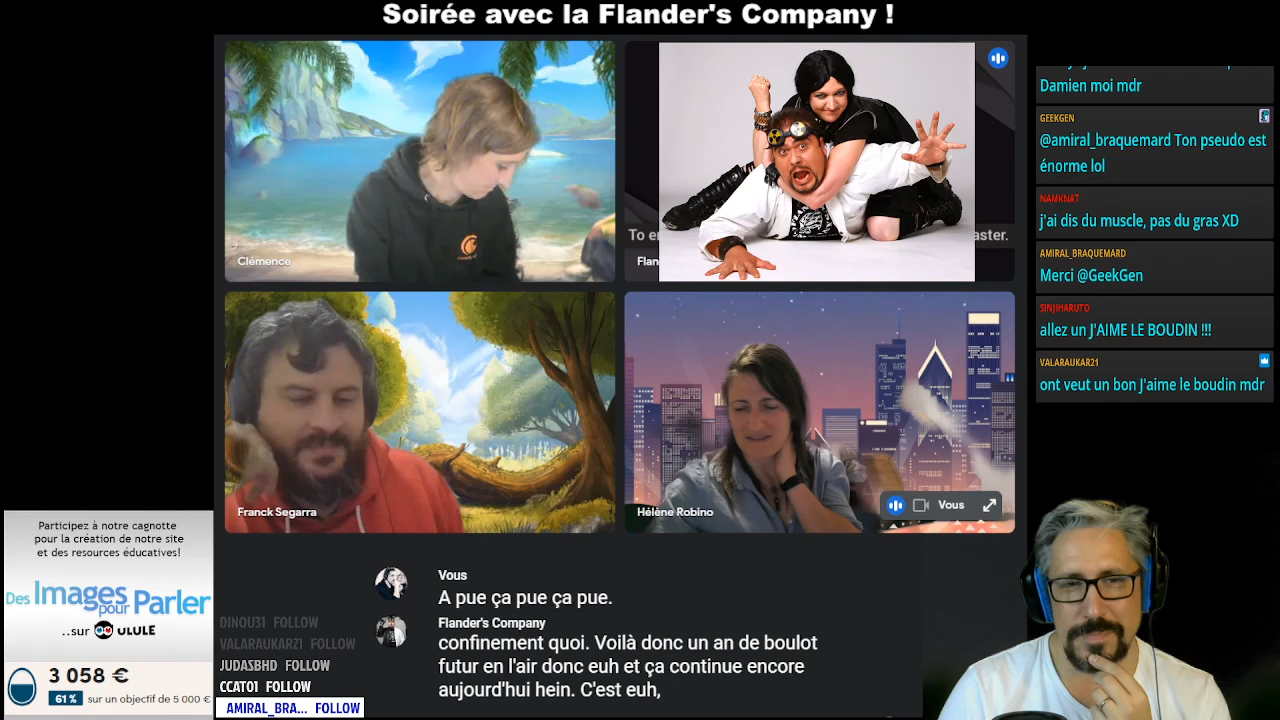 Soirée avec la Flander's Company !
Clémence
To en
aster.
Flan
Franck Segarra
Hélène Robino
Vous
Damien moi mdr
GEEKGEN
@amiral_braquemard Ton pseudo est
énorme lol
NAMKNAT
j'ai dis du muscle, pas du gras XD
AMIRAL_BRAQUEMARD
Merci @GeekGen
SINJIHARUTO
allez un J'AIME LE BOUDIN !!!
VALARAUKAR21
ont veut un bon J'aime le boudin mdr
Participez à notre cagnotte
pour la création de notre site
et des resources éducatives!
Des Images pour Parler
..sur ULULE
3 058 €
61 % sur un objectif de 5 000 €
DINOU31 FOLLOW
VALARAUKAR21 FOLLOW
JUDASBHD FOLLOW
CCATO1 FOLLOW
AMIRAL_BRA... FOLLOW
Vous
A pue ça pue ça pue.
Flander's Company
confinement quoi. Voilà donc un an de boulot
futur en l'air donc euh et ça continue encore
aujourd'hui hein. C'est euh,